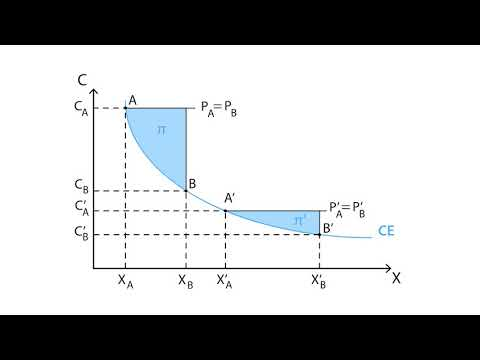 C
C_A
A
P_A=P_B
π
C_B
B
A'
C'_A
P'_A=P'_B
π'
C'_B
B'
CE
X_A
X_B
X'_A
X'_B
X